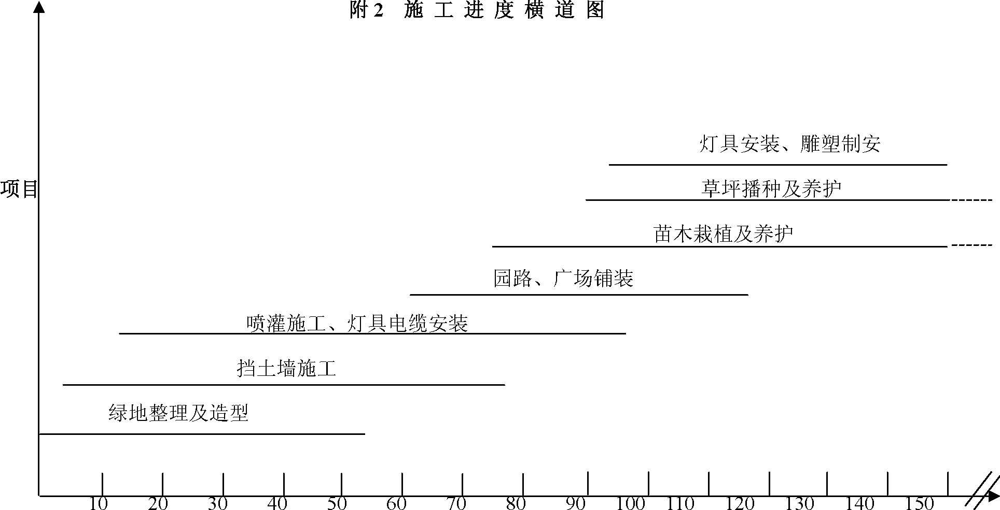 附2 施工进度横道图
灯具安装、雕塑制安
项目
草坪播种及养护
苗木栽植及养护
园路、广场铺装
喷灌施工、灯具电缆安装
挡土墙施工
绿地整理及造型
10 20 30 40 50 60 70 80 90 100 110 120 130 140 150